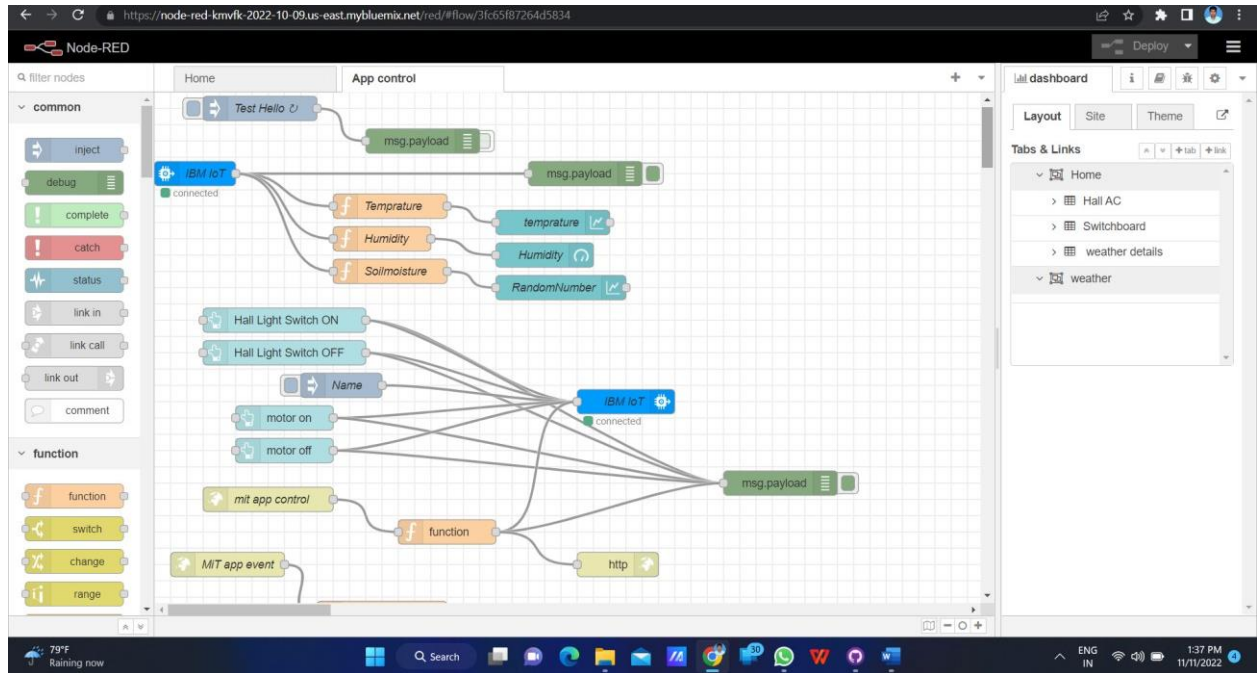 https://node-red-kmvfk-2022-10-09.us-east.mybluemix.net/red/#flow/3fc65f87264d5834
Node-RED
Deploy
filter nodes
Home
App control
dashboard
common
inject
debug
complete
catch
status
link in
link call
link out
comment
function
function
switch
change
range
Test Hello ↻
msg.payload
IBM IoT
connected
msg.payload
Temprature
temprature
Humidity
Humidity
Soilmoisture
RandomNumber
Hall Light Switch ON
Hall Light Switch OFF
Name
IBM IoT
connected
motor on
motor off
msg.payload
mit app control
function
MIT app event
http
Layout
Site
Theme
Tabs & Links
+tab
+link
Home
Hall AC
Switchboard
weather details
weather
79°F
Raining now
Search
30
ENG
IN
1:37 PM
11/11/2022
4